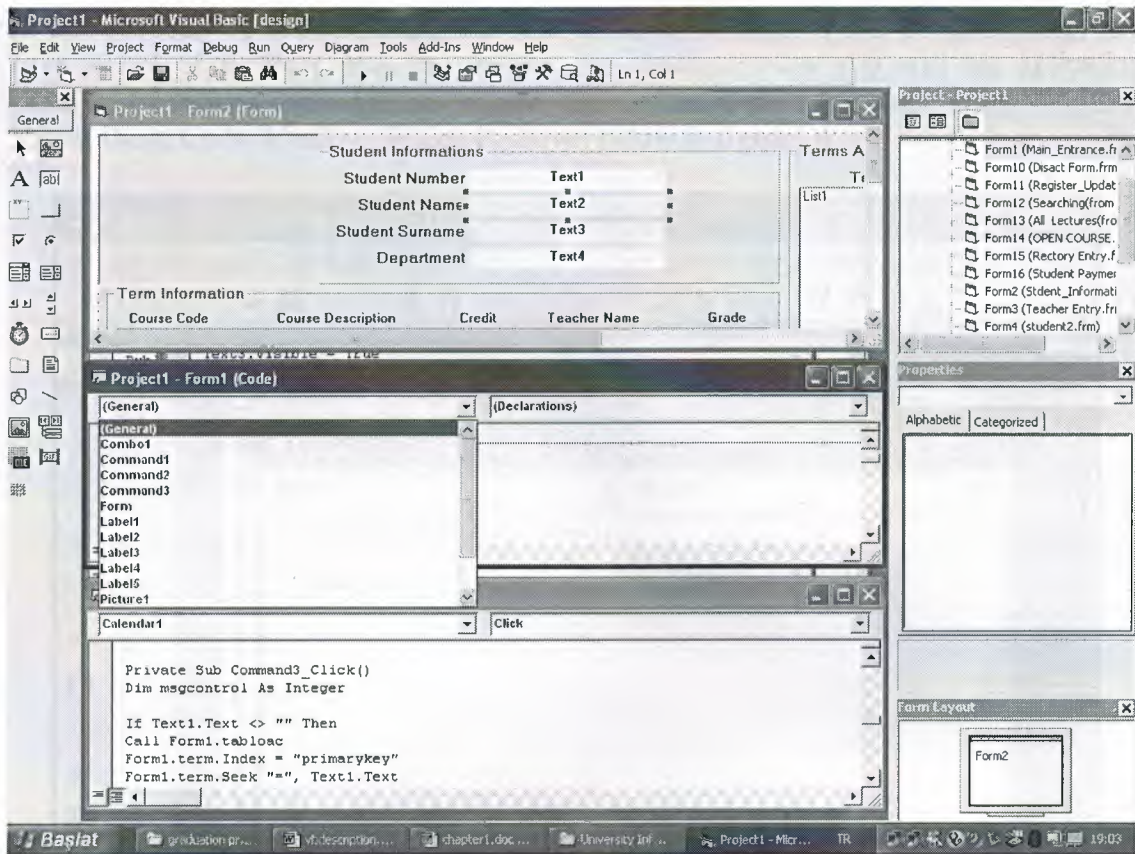 Project1 - Microsoft Visual Basic [design]
File Edit View Project Format Debug Run Query Diagram Tools Add-Ins Window Help
Ln 1, Col 1
General
Project1 - Form2 (Form)
Student Informations
Student Number Text1
Student Name Text2
Student Surname Text3
Department Text4
Terms A
List1
Term Information
Course Code Course Description Credit Teacher Name Grade
Text3.Visible = True
Project1 - Form1 (Code)
(General) (Declarations)
(General)
Combo1
Command1
Command2
Command3
Form
Label1
Label2
Label3
Label4
Label5
Picture1
Calendar1 Click
Private Sub Command3_Click()
Dim msgcontrol As Integer
If Text1.Text <> "" Then
Call Form1.tabloac
Form1.term.Index = "primarykey"
Form1.term.Seek "=", Text1.Text
Project - Project1
Form1 (Main_Entrance.fr
Form10 (Disact Form.frm
Form11 (Register_Updat
Form12 (Searching(from
Form13 (All Lectures(fro
Form14 (OPEN COURSE.
Form15 (Rectory Entry.f
Form16 (Student Paymer
Form2 (Stdent_Informati
Form3 (Teacher Entry.frm
Form4 (student2.frm)
Properties
Alphabetic Categorized
Form Layout
Form2
Başlat graduation pr... vb.description.... chapter1.doc ... Unversity Inf ... Project1 - Micr... TR 19:03